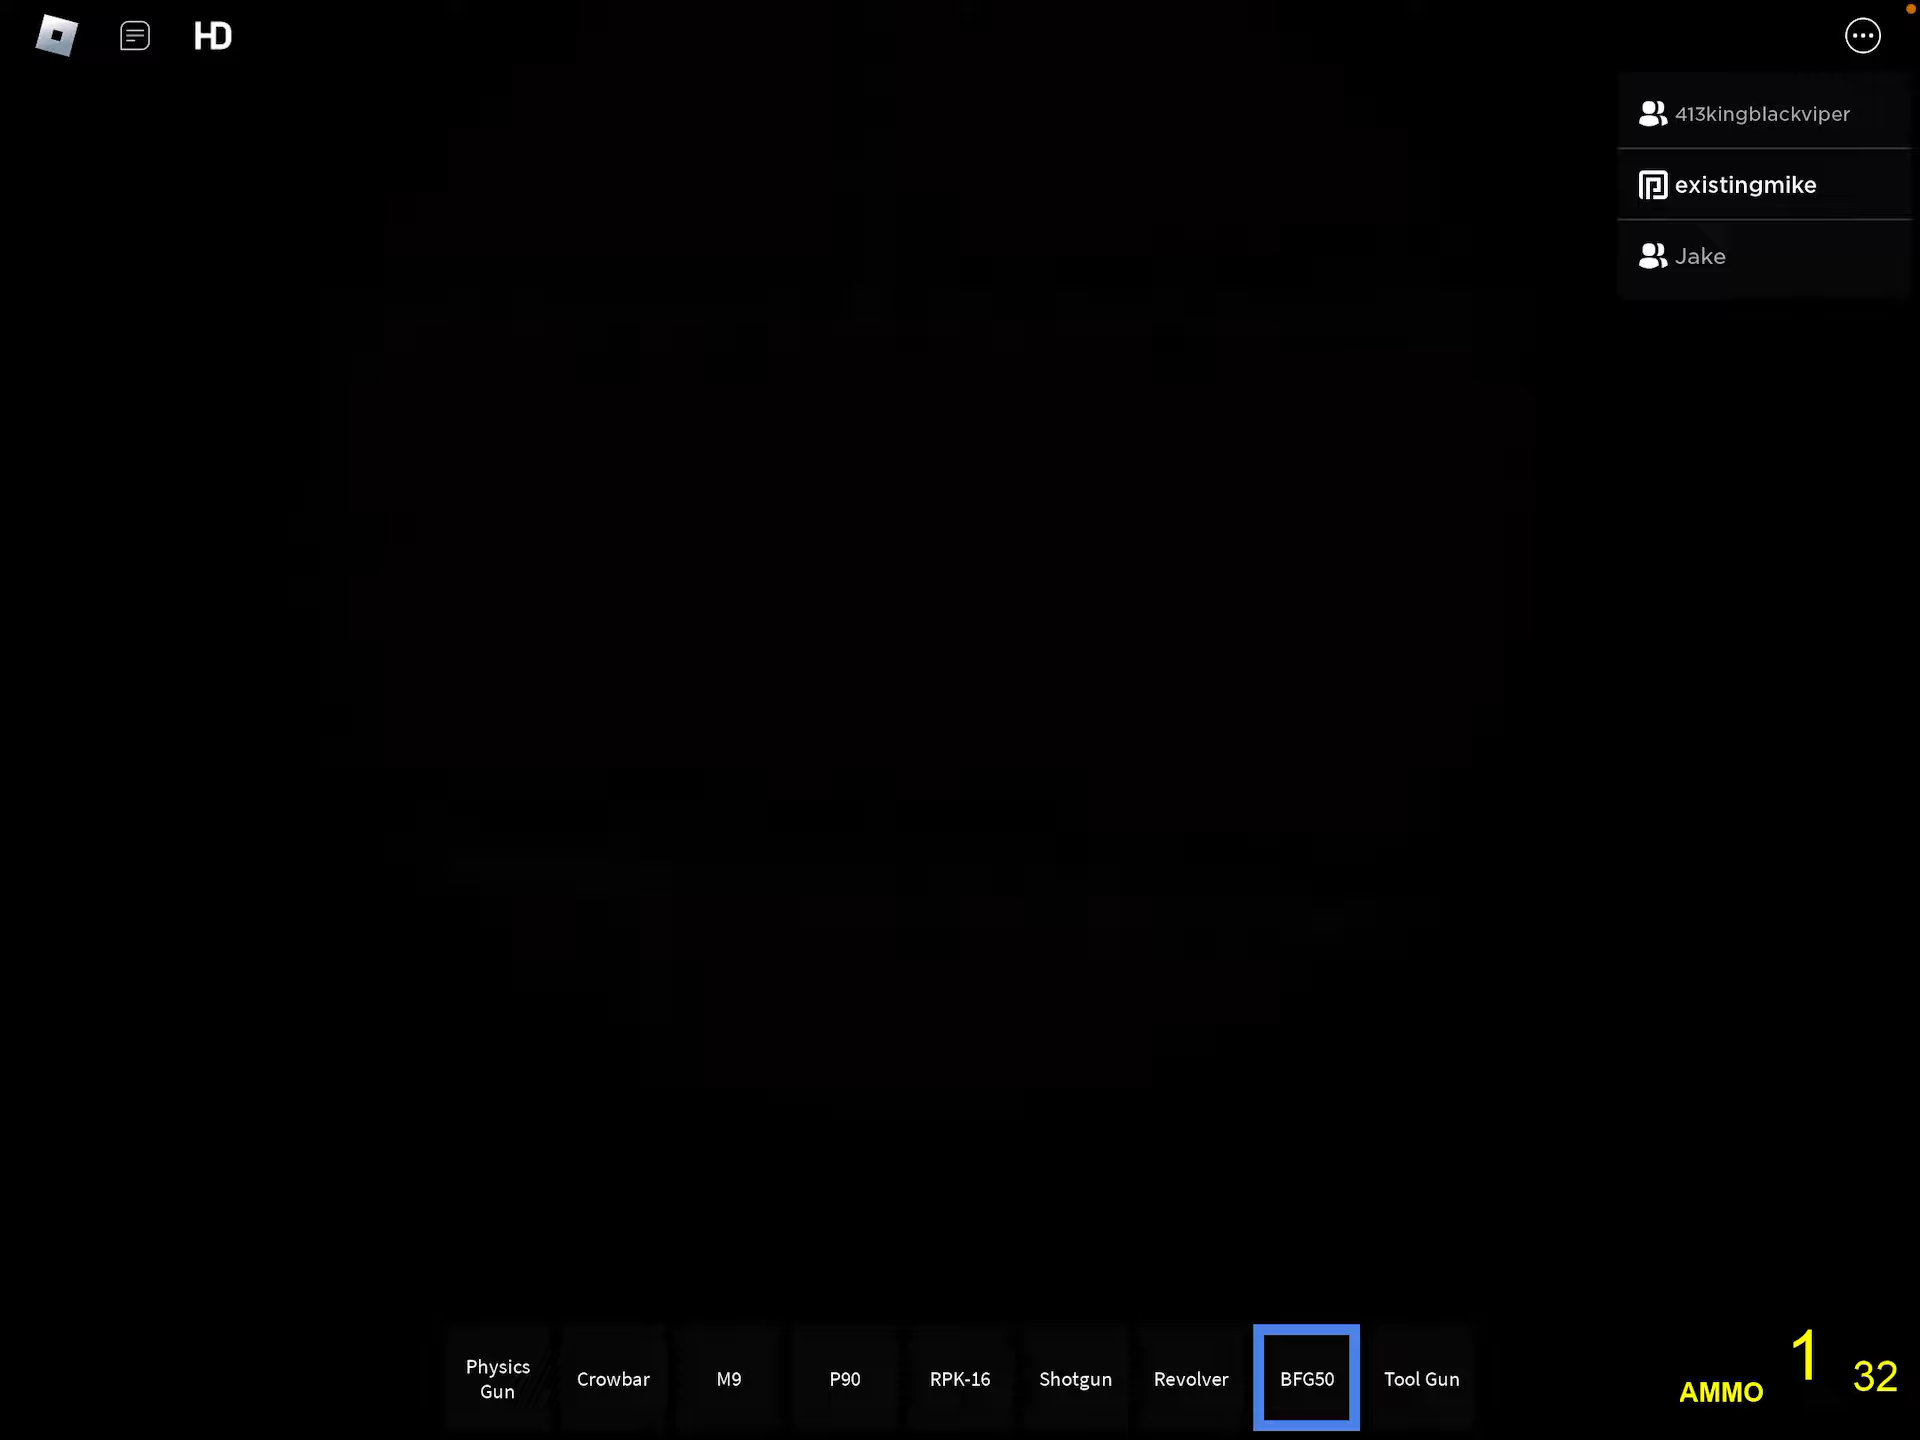 HD
413kingblackviper
existingmike
Jake
Physics
Gun
Crowbar
M9
P90
RPK-16
Shotgun
Revolver
BFG50
Tool Gun
AMMO 1 32